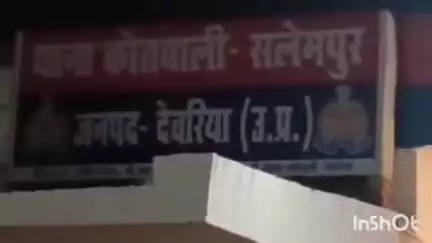 थाना कोतवाली- सलेमपुर
जनपद- देवरिया (उ.प्र.)
InShOt